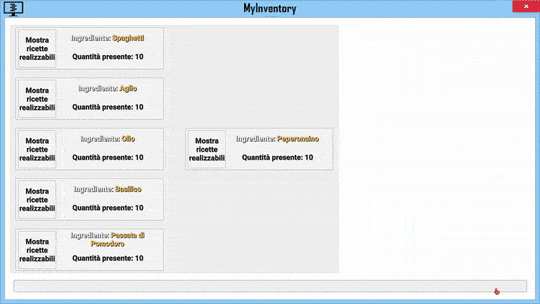 MyInventory
×
Mostra
ricette
realizzabili
Ingrediente: Spaghetti
Quantità presente: 10
Mostra
ricette
realizzabili
Ingrediente: Aglio
Quantità presente: 10
Mostra
ricette
realizzabili
Ingrediente: Olio
Quantità presente: 10
Mostra
ricette
realizzabili
Ingrediente: Peperoncino
Quantità presente: 10
Mostra
ricette
realizzabili
Ingrediente: Basilico
Quantità presente: 10
Mostra
ricette
realizzabili
Ingrediente: Passata di
Pomodoro
Quantità presente: 10